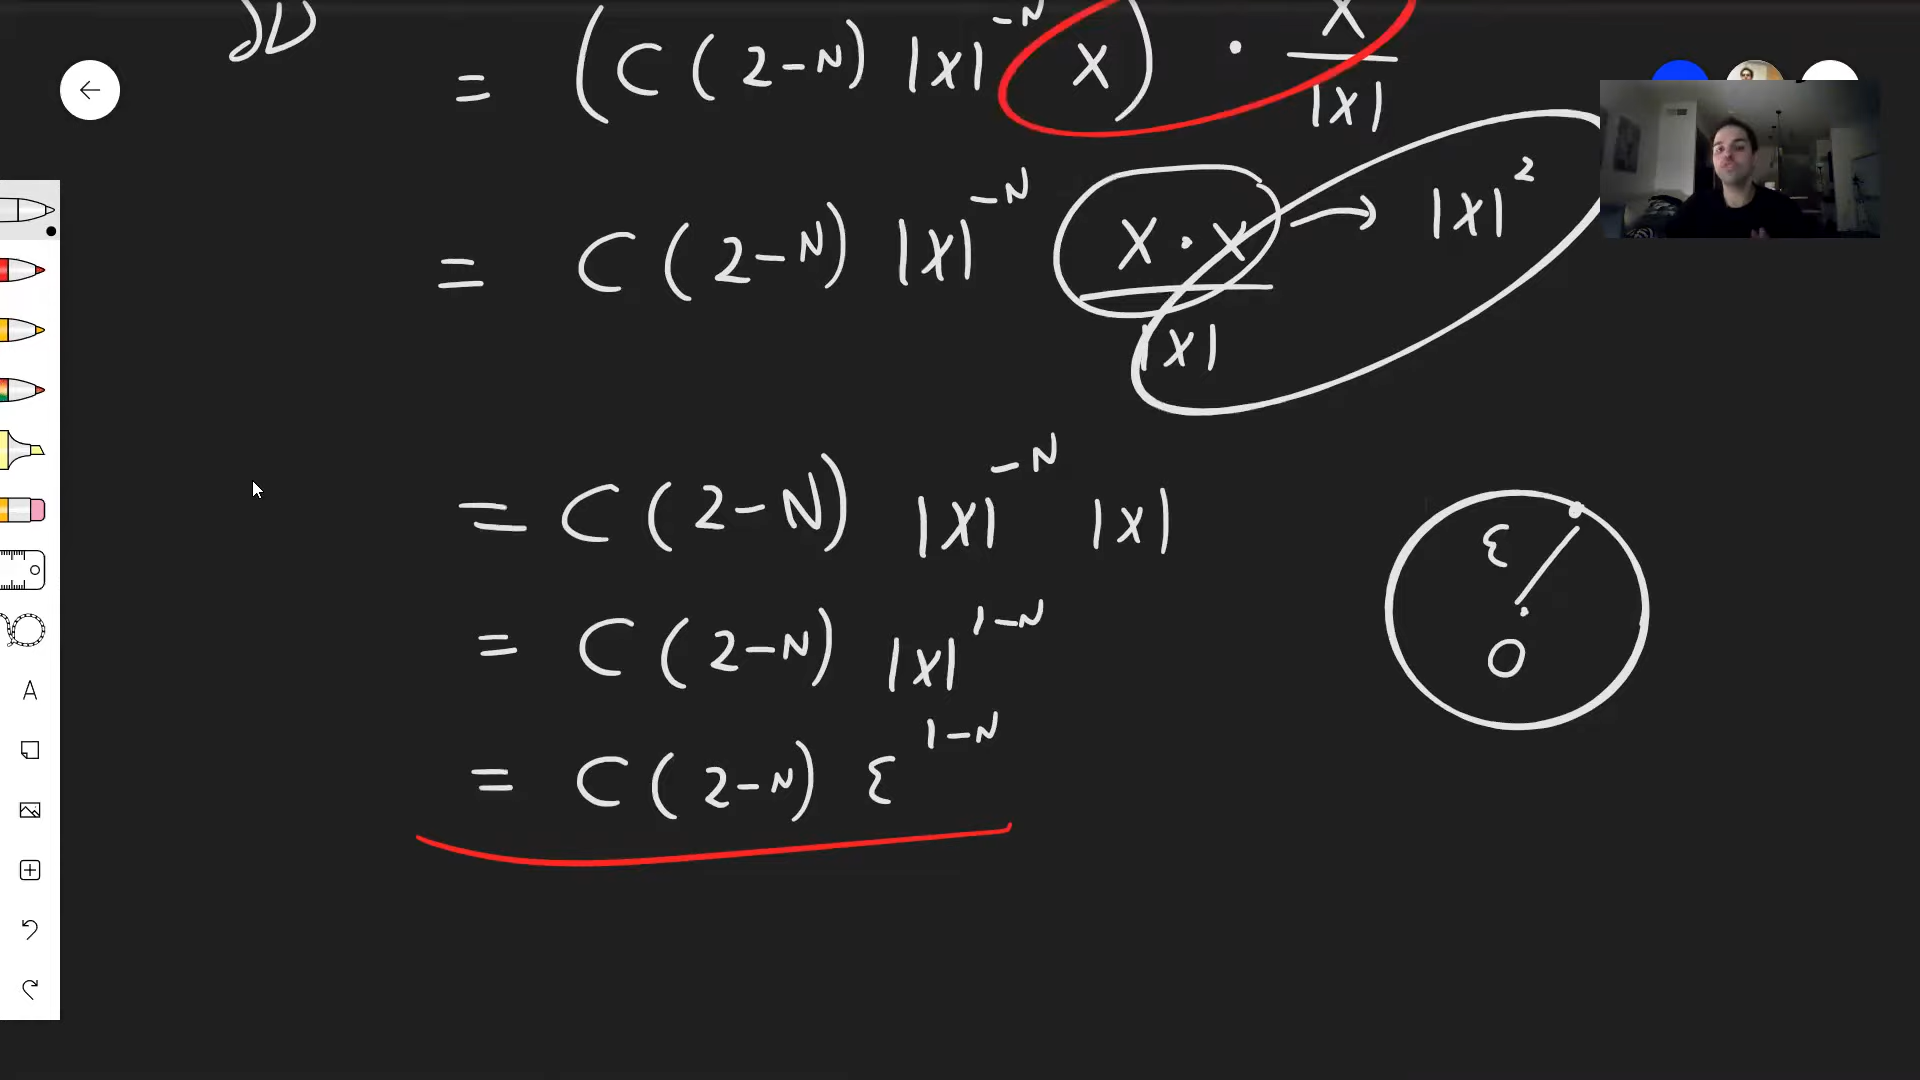 ∂D
= (C(2-N) |x|^{-N} x) · x/|x|
= C(2-N) |x|^{-N} (x·x)/|x| → |x|^2
= C(2-N) |x|^{-N} |x|
= C(2-N) |x|^{1-N}
= C(2-N) ε^{1-N}
ε
0
A